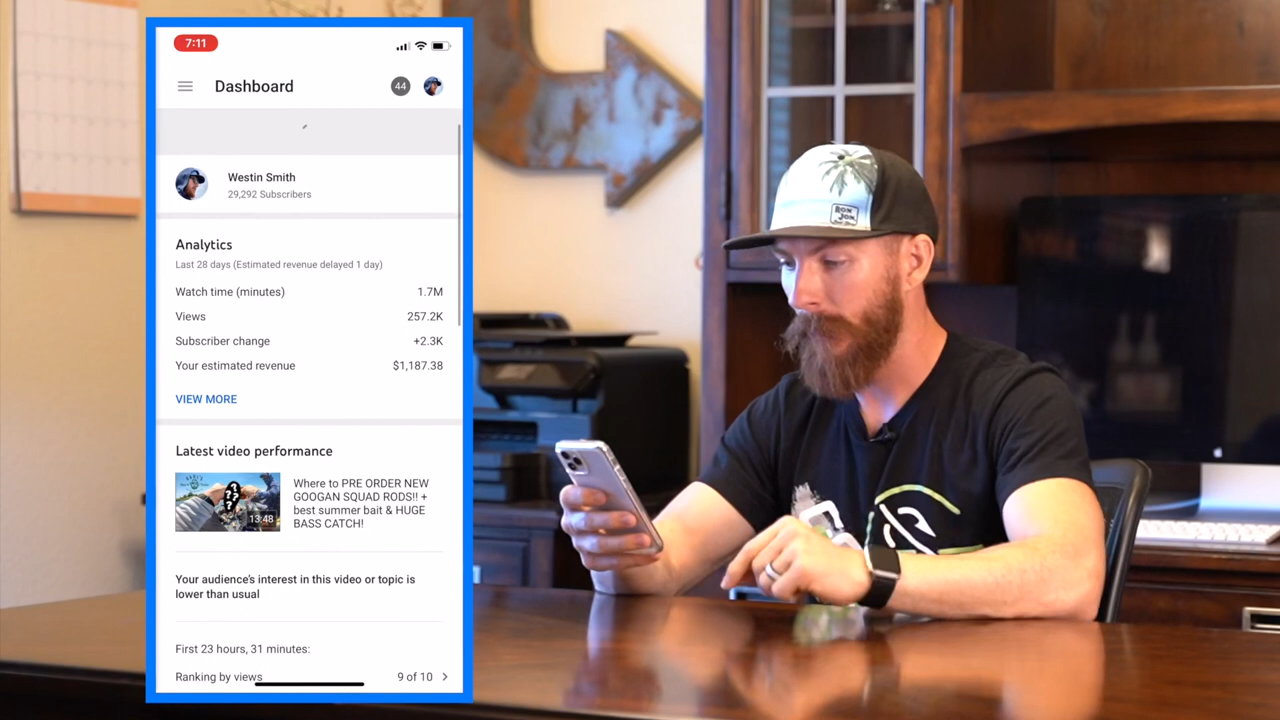 7:11
Dashboard
44
Westin Smith
29,292 Subscribers
Analytics
Last 28 days (Estimated revenue delayed 1 day)
Watch time (minutes) 1.7M
Views 257.2K
Subscriber change +2.3K
Your estimated revenue $1,187.38
VIEW MORE
Latest video performance
Where to PRE ORDER NEW
GOOGAN SQUAD RODS!! +
best summer bait & HUGE
BASS CATCH!
???
13:48
Your audience's interest in this video or topic is
lower than usual
First 23 hours, 31 minutes:
Ranking by views 9 of 10
RON
JON